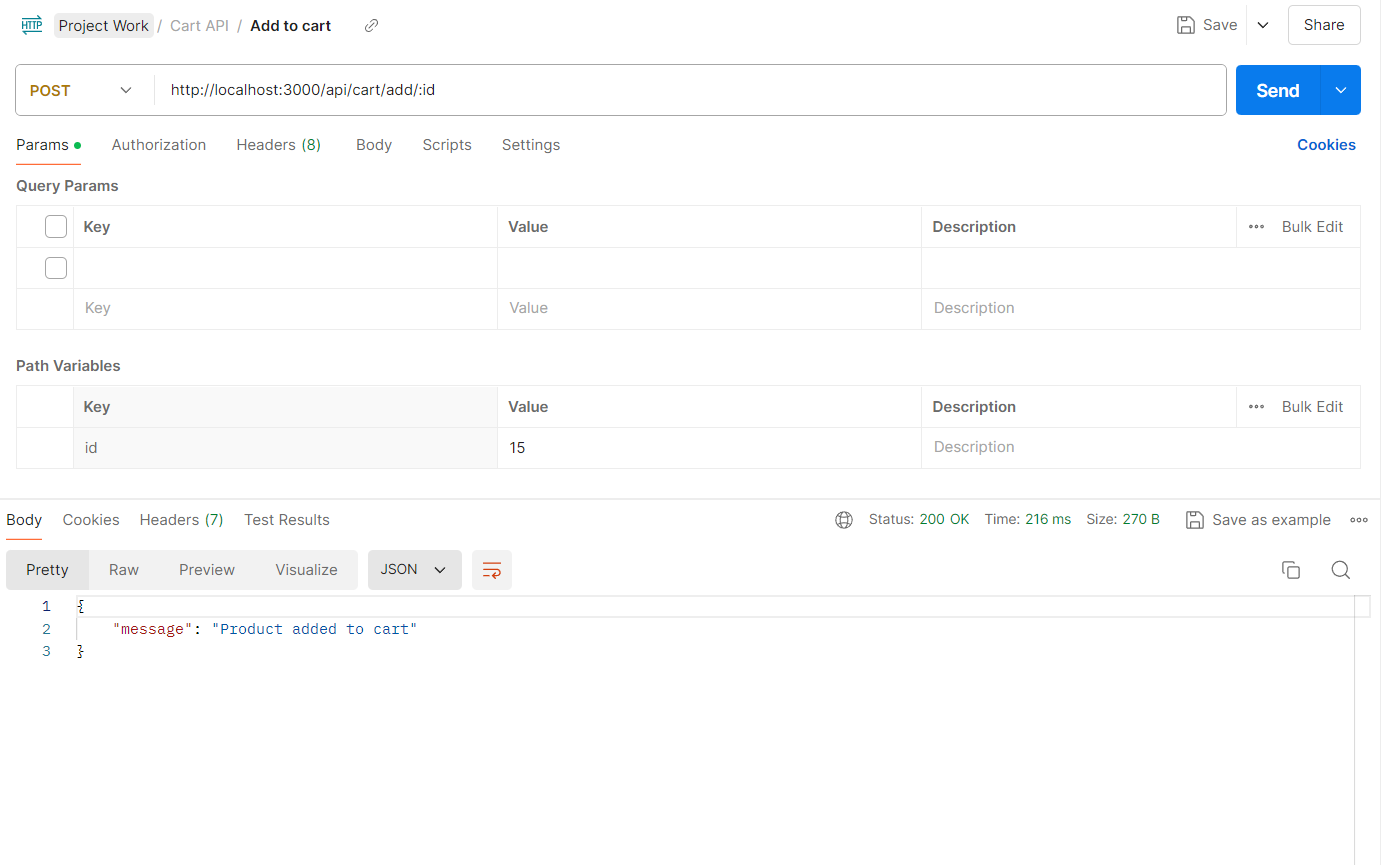 HTTP Project Work / Cart API / Add to cart Save Share
POST http://localhost:3000/api/cart/add/:id Send
Params Authorization Headers (8) Body Scripts Settings Cookies
Query Params
Key Value Description Bulk Edit
Key Value Description
Path Variables
Key Value Description Bulk Edit
id 15 Description
Body Cookies Headers (7) Test Results Status: 200 OK Time: 216 ms Size: 270 B Save as example
Pretty Raw Preview Visualize JSON
1 {
2 "message": "Product added to cart"
3 }